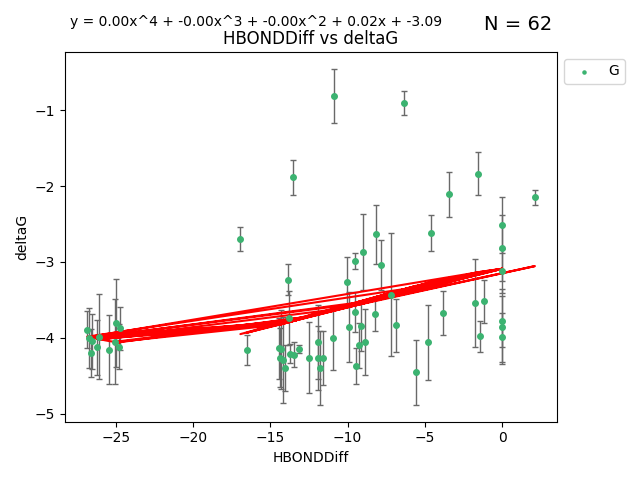 y = 0.00x^4 + -0.00x^3 + -0.00x^2 + 0.02x + -3.09
N = 62
HBONDDiff vs deltaG
G
deltaG
−1
−2
−3
−4
−5
−25
−20
−15
−10
−5
0
HBONDDiff